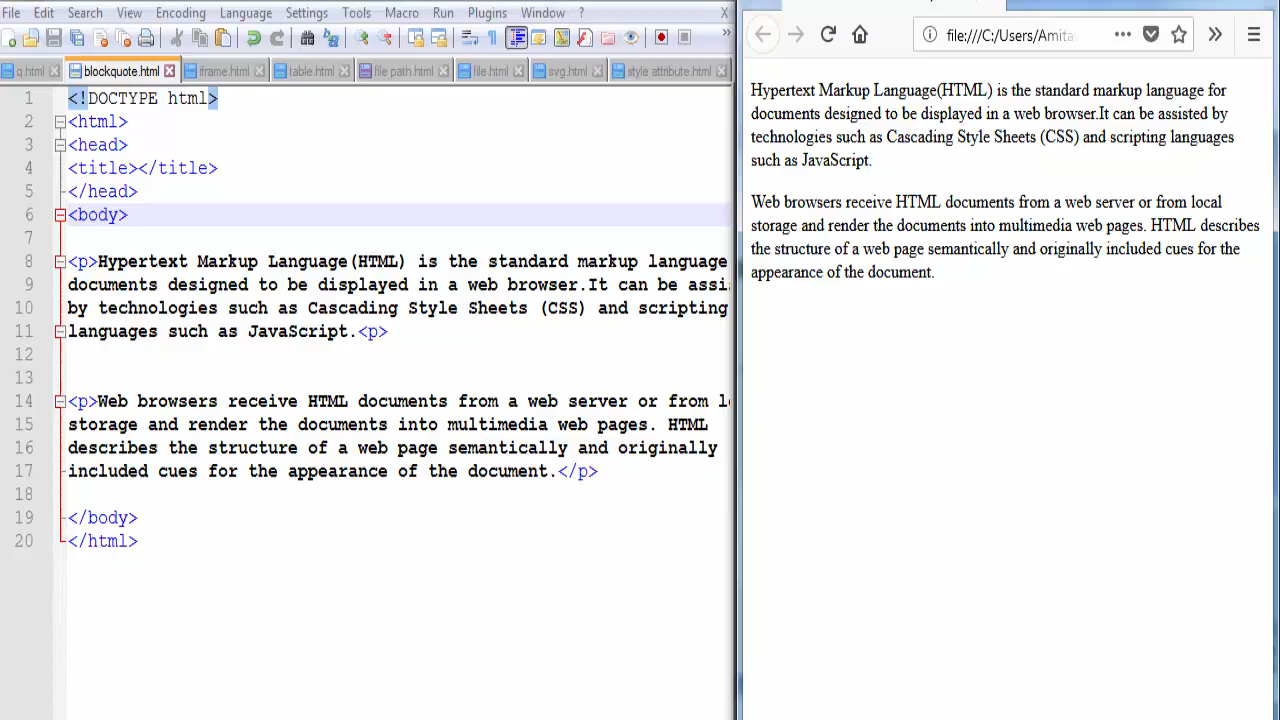 File Edit Search View Encoding Language Settings Tools Macro Run Plugins Window ? X
q.html blockquote.html iframe.html table.html file path.html file.html svg.html style attribute.html
1 <!DOCTYPE html>
2 <html>
3 <head>
4 <title></title>
5 </head>
6 <body>
7
8 <p>Hypertext Markup Language(HTML) is the standard markup language
9 documents designed to be displayed in a web browser.It can be assi
10 by technologies such as Cascading Style Sheets (CSS) and scripting
11 languages such as JavaScript.<p>
12
13
14 <p>Web browsers receive HTML documents from a web server or from l
15 storage and render the documents into multimedia web pages. HTML
16 describes the structure of a web page semantically and originally
17 included cues for the appearance of the document.</p>
18
19 </body>
20 </html>
file:///C:/Users/Amita
Hypertext Markup Language(HTML) is the standard markup language for
documents designed to be displayed in a web browser.It can be assisted by
technologies such as Cascading Style Sheets (CSS) and scripting languages
such as JavaScript.
Web browsers receive HTML documents from a web server or from local
storage and render the documents into multimedia web pages. HTML describes
the structure of a web page semantically and originally included cues for the
appearance of the document.